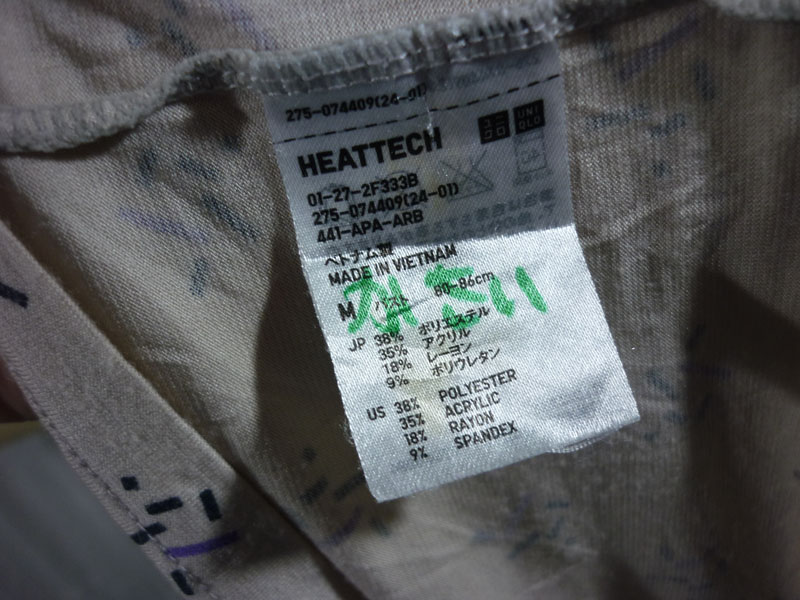 275-074409(24-01)
UNI
QLO
HEATTECH
01-27-2F333B
275-074409(24-01)
441-APA-ARB
ベトナム製
MADE IN VIETNAM
M バスト 80-86cm
JP 38% ポリエステル
35% アクリル
18% レーヨン
9% ポリウレタン
US 38% POLYESTER
35% ACRYLIC
18% RAYON
9% SPANDEX